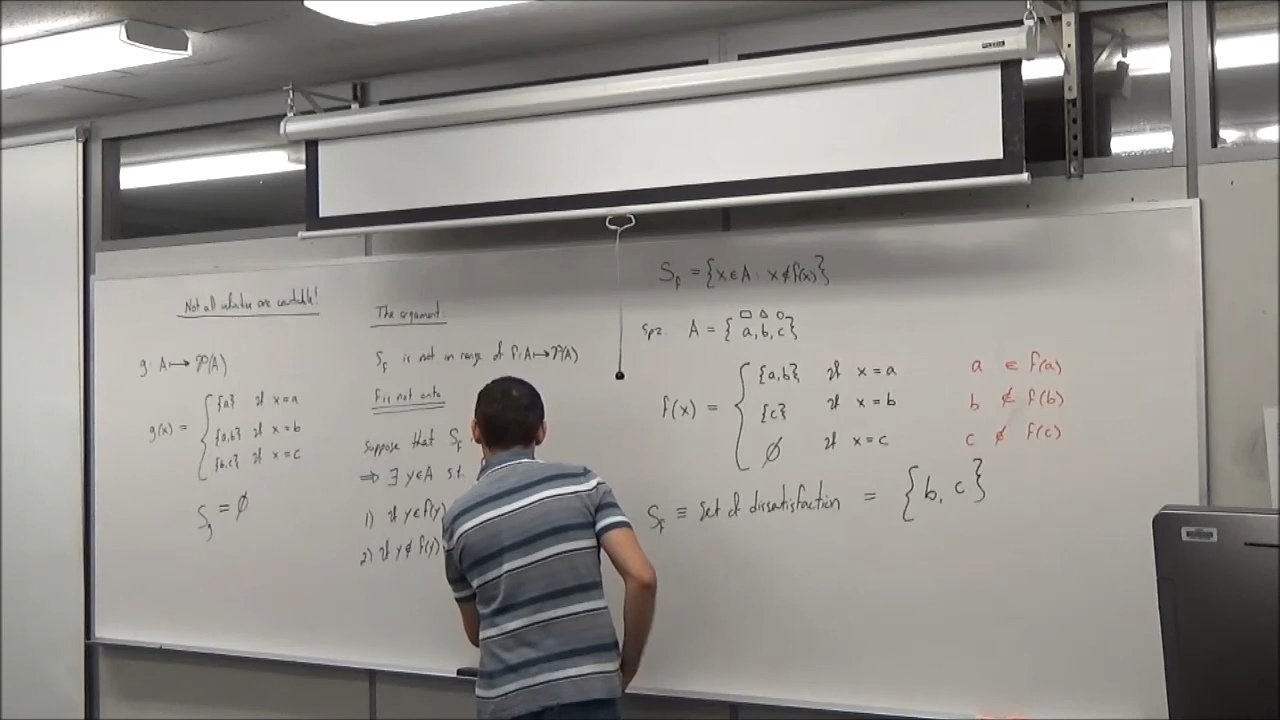 Not all infinities are countable!
g: A ↦ 𝒫(A)
g(x) = { {a} if x = a
{a,b} if x = b
{b,c} if x = c
S_g = ∅
The argument.
S_f is not in range of f: A ↦ 𝒫(A)
f is not onto
suppose that S_f
⇒ ∃ y∈A s.t.
1) if y∈f(y)
2) if y∉f(y)
S_f = {x∈A : x∉f(x)}
□ △ ○
A = {a,b,c}
f(x) = { {a,b} if x = a
{c} if x = b
∅ if x = c
a ∈ f(a)
b ∉ f(b)
c ∉ f(c)
S_f ≡ set of dissatisfaction = {b, c}